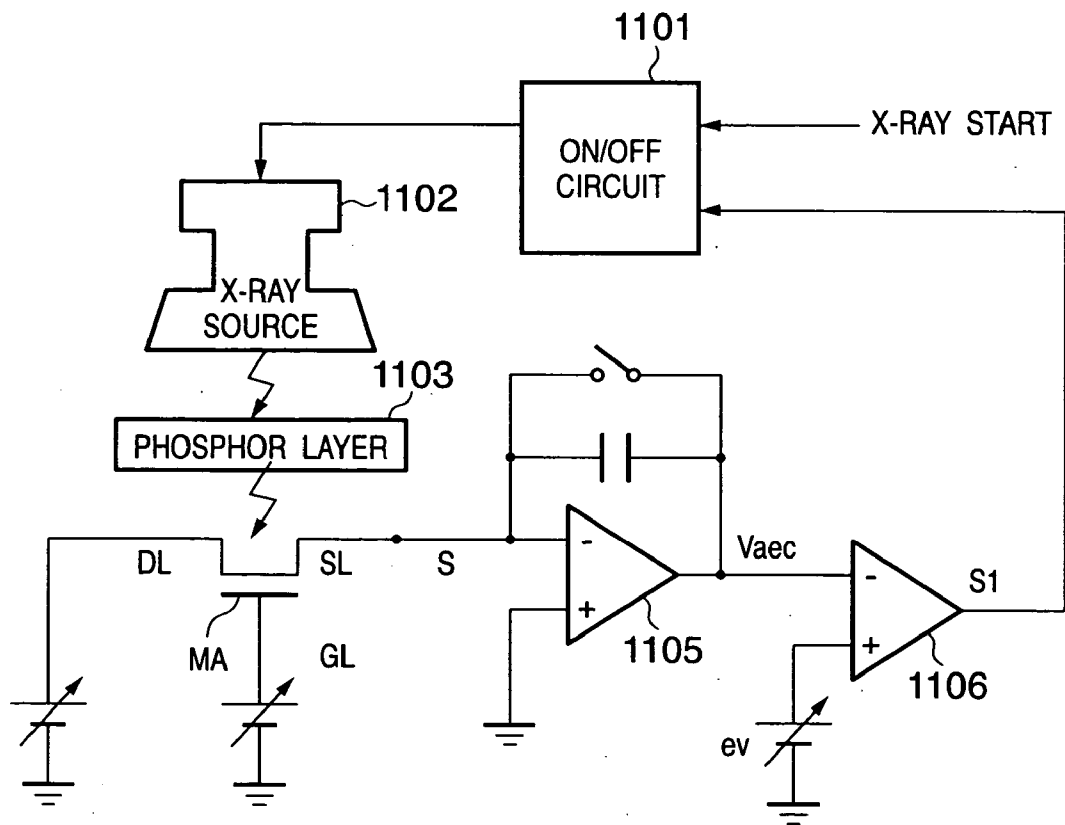 1101
X-RAY START
ON/OFF
CIRCUIT
1102
X-RAY
SOURCE
1103
PHOSPHOR LAYER
DL
SL
S
-
+
Vaec
-
+
S1
MA
GL
1105
1106
ev